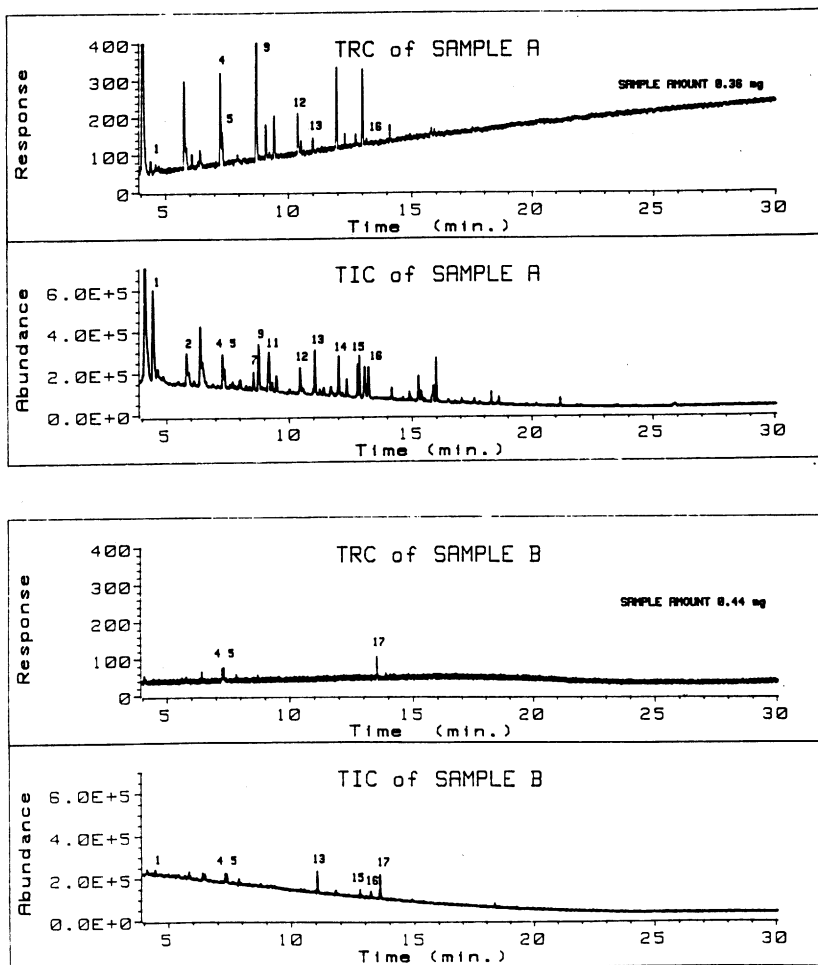 TRC of SAMPLE A
SAMPLE AMOUNT 0.36 mg
Response
400
300
200
100
0
1 4 5 9 12 13 16
5 10 15 20 25 30
Time (min.)
TIC of SAMPLE A
Abundance
6.0E+5
4.0E+5
2.0E+5
0.0E+0
1 2 4 5 7 9 11 12 13 14 15 16
5 10 15 20 25 30
Time (min.)
TRC of SAMPLE B
SAMPLE AMOUNT 0.44 mg
Response
400
300
200
100
0
4 5 17
5 10 15 20 25 30
Time (min.)
TIC of SAMPLE B
Abundance
6.0E+5
4.0E+5
2.0E+5
0.0E+0
1 4 5 13 15 16 17
5 10 15 20 25 30
Time (min.)